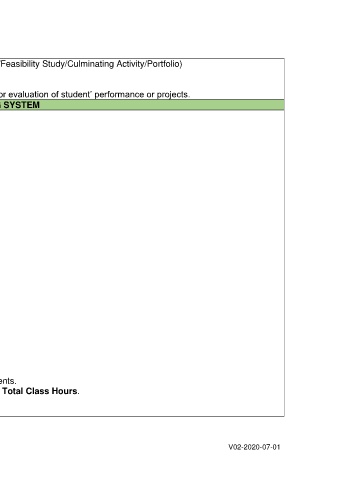 /Feasibility Study/Culminating Activity/Portfolio)
or evaluation of student' performance or projects.
SYSTEM
ents.
Total Class Hours.
V02-2020-07-01